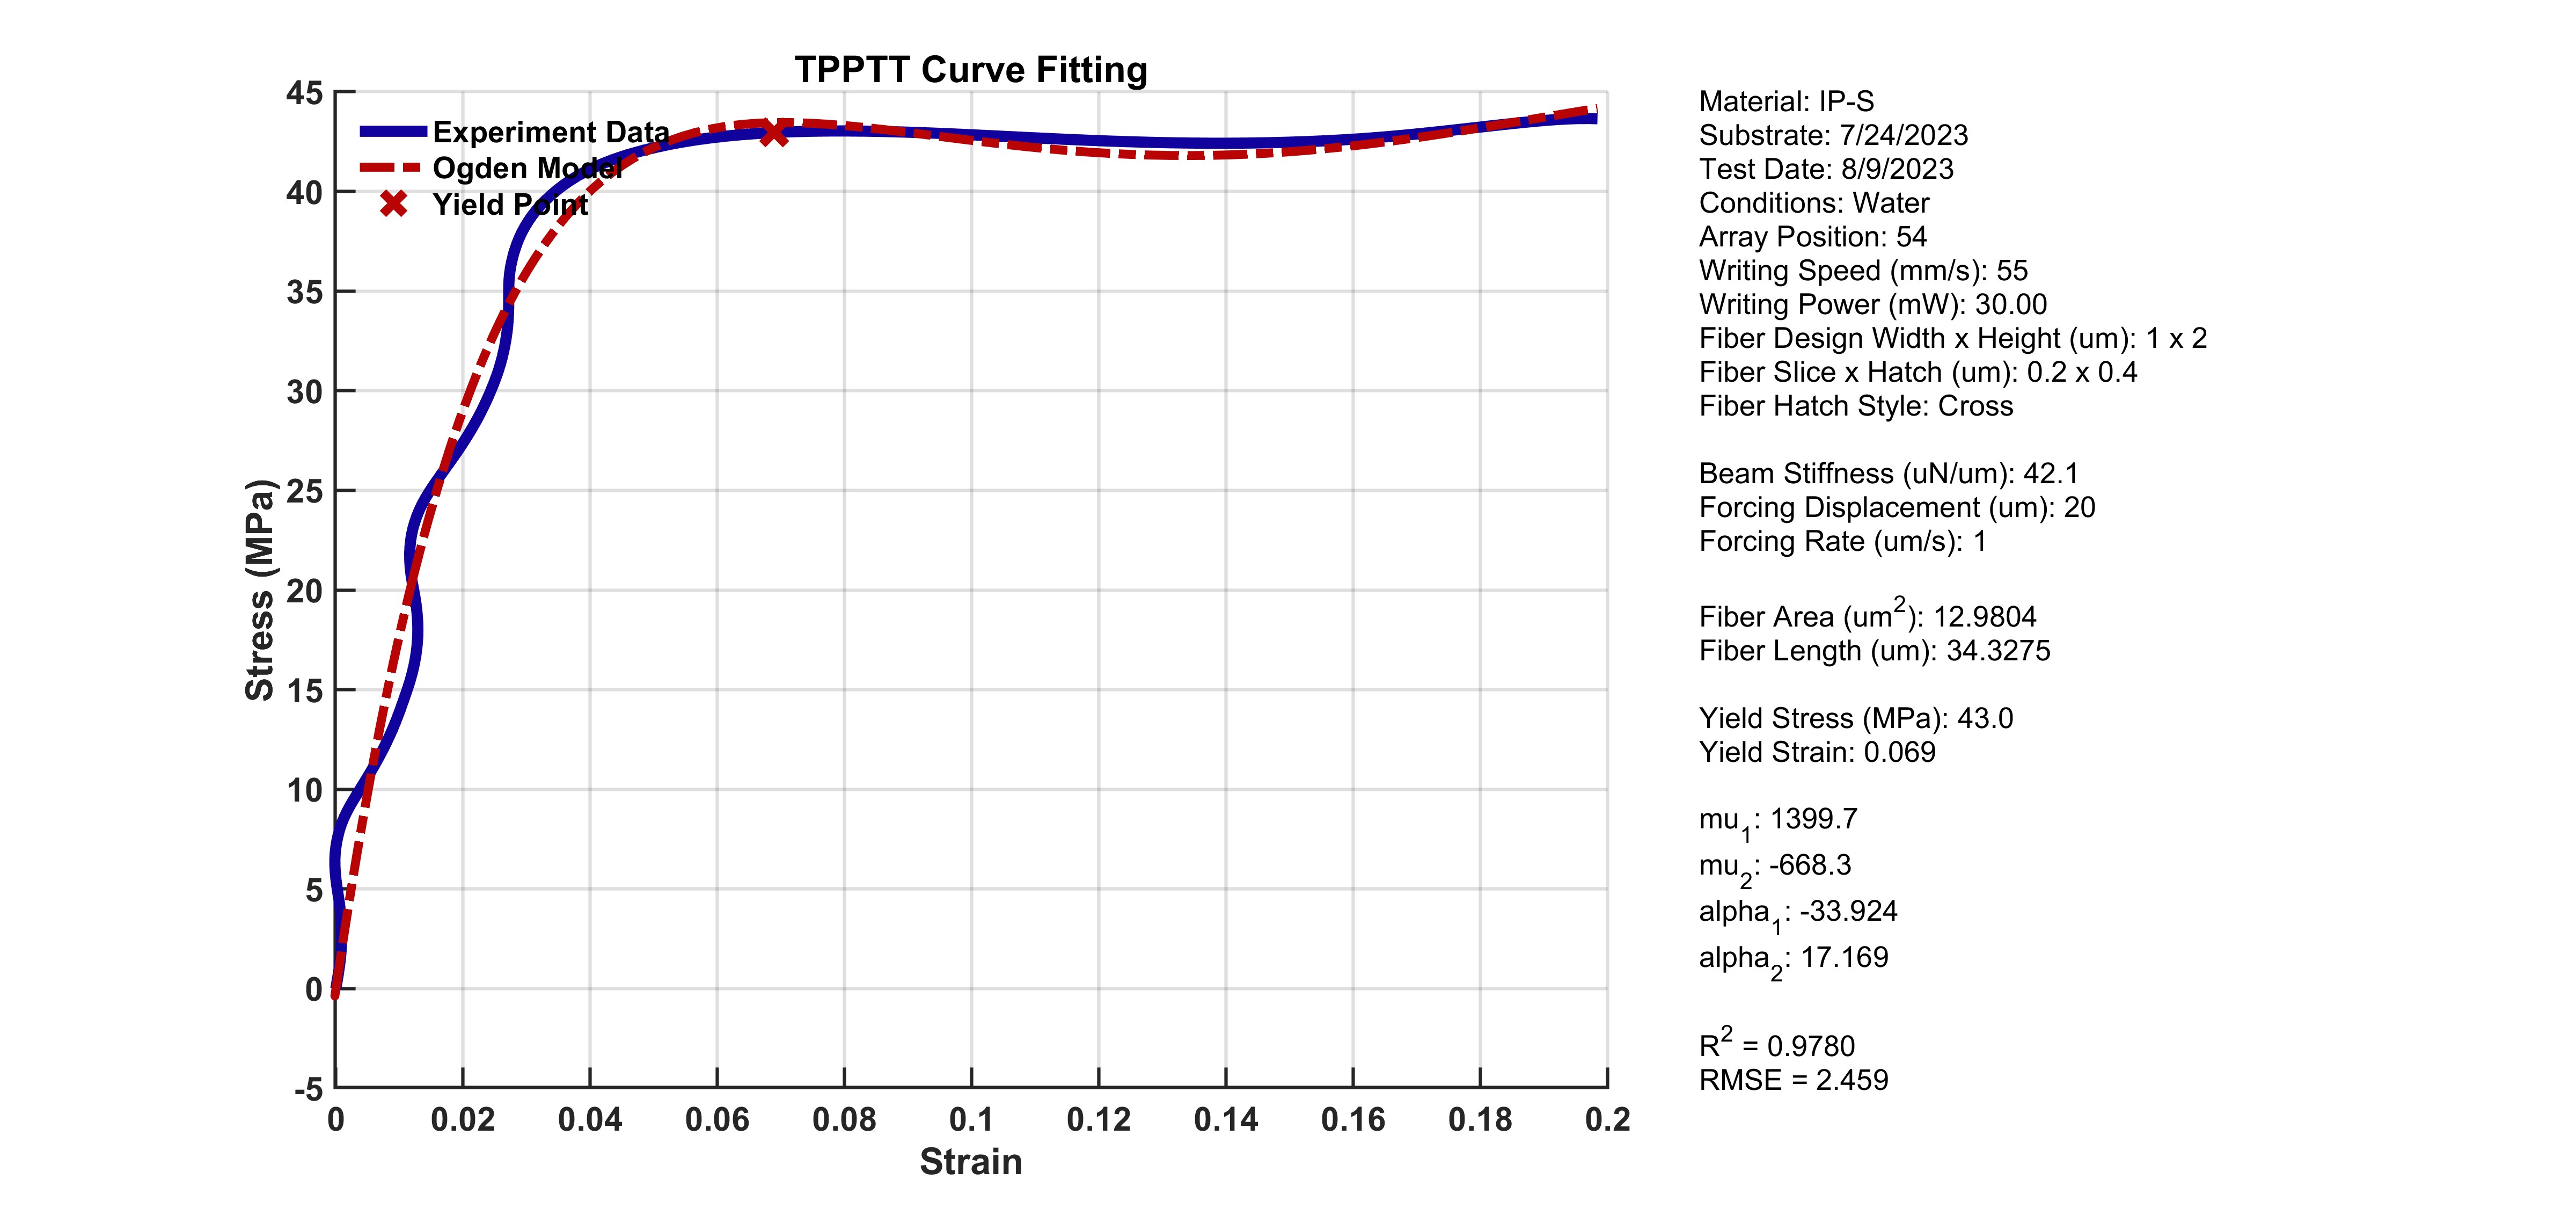 TPPTT Curve Fitting
45
40
35
30
25
20
15
10
5
0
-5
Stress (MPa)
Experiment Data
Ogden Model
Yield Point
0 0.02 0.04 0.06 0.08 0.1 0.12 0.14 0.16 0.18 0.2
Strain
Material: IP-S
Substrate: 7/24/2023
Test Date: 8/9/2023
Conditions: Water
Array Position: 54
Writing Speed (mm/s): 55
Writing Power (mW): 30.00
Fiber Design Width x Height (um): 1 x 2
Fiber Slice x Hatch (um): 0.2 x 0.4
Fiber Hatch Style: Cross
Beam Stiffness (uN/um): 42.1
Forcing Displacement (um): 20
Forcing Rate (um/s): 1
Fiber Area (um²): 12.9804
Fiber Length (um): 34.3275
Yield Stress (MPa): 43.0
Yield Strain: 0.069
mu₁: 1399.7
mu₂: -668.3
alpha₁: -33.924
alpha₂: 17.169
R² = 0.9780
RMSE = 2.459